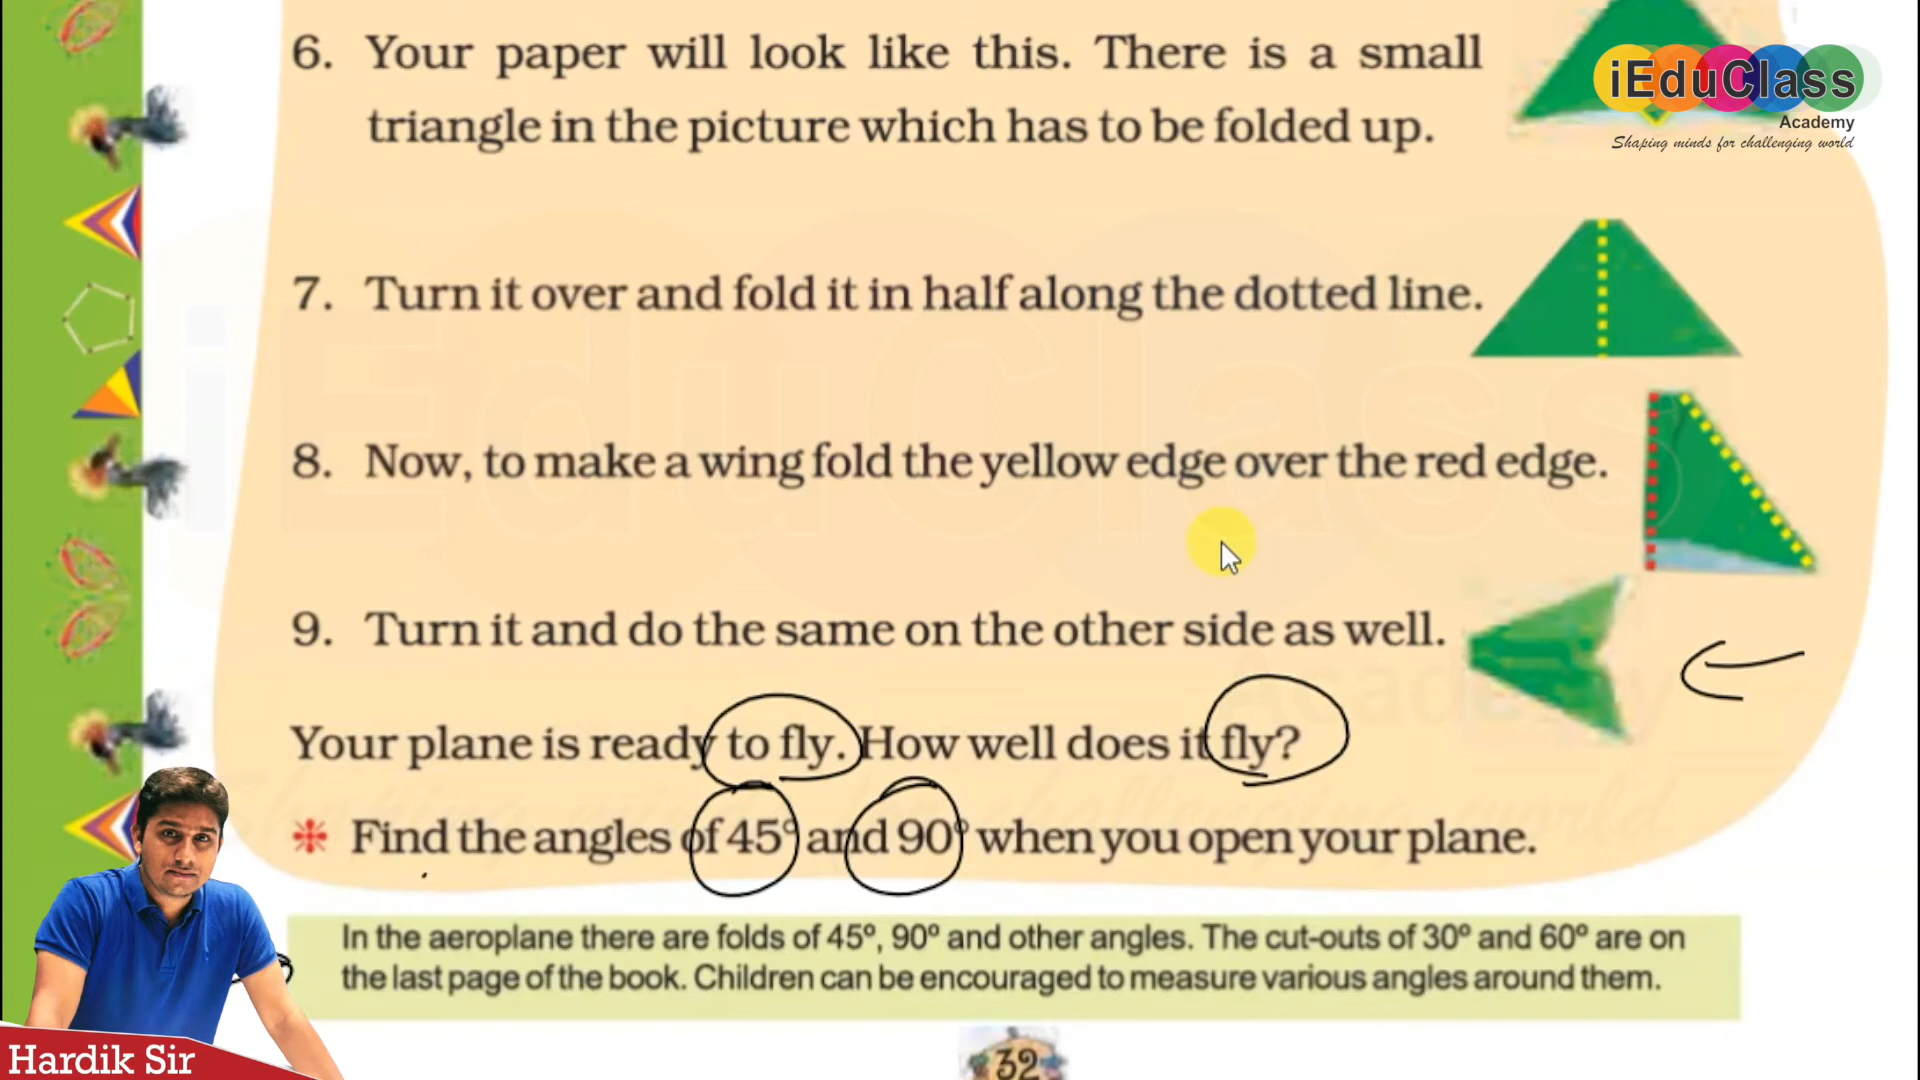 6. Your paper will look like this. There is a small
triangle in the picture which has to be folded up.
iEduClass
Academy
Shaping minds for challenging world
7. Turn it over and fold it in half along the dotted line.
8. Now, to make a wing fold the yellow edge over the red edge.
9. Turn it and do the same on the other side as well.
Your plane is ready to fly. How well does it fly?
Find the angles of 45° and 90° when you open your plane.
In the aeroplane there are folds of 45º, 90º and other angles. The cut-outs of 30º and 60º are on
the last page of the book. Children can be encouraged to measure various angles around them.
Hardik Sir
32